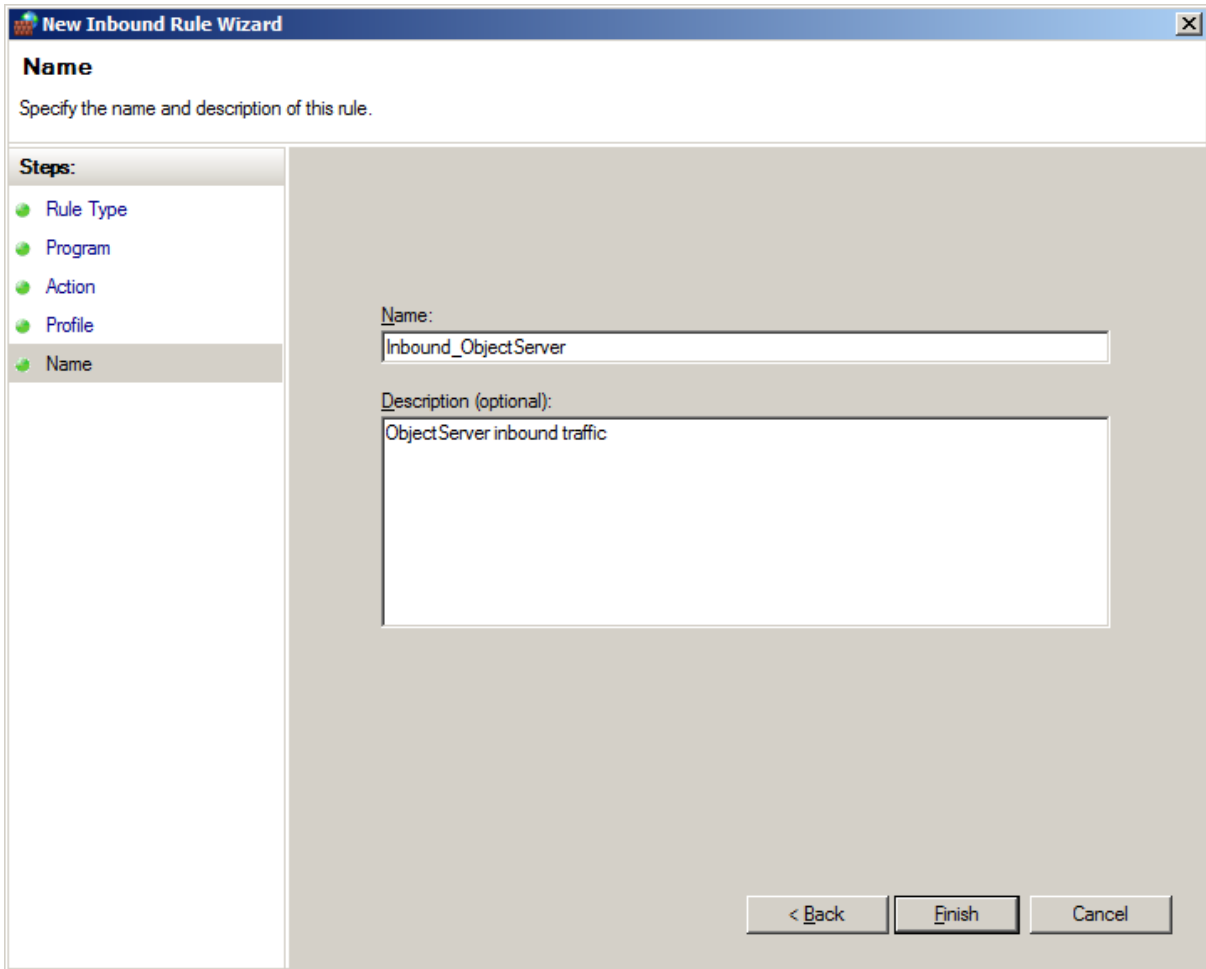 New Inbound Rule Wizard
Name
Specify the name and description of this rule.
Steps:
Rule Type
Program
Action
Profile
Name
Name:
Inbound_ObjectServer
Description (optional):
ObjectServer inbound traffic
< Back
Finish
Cancel